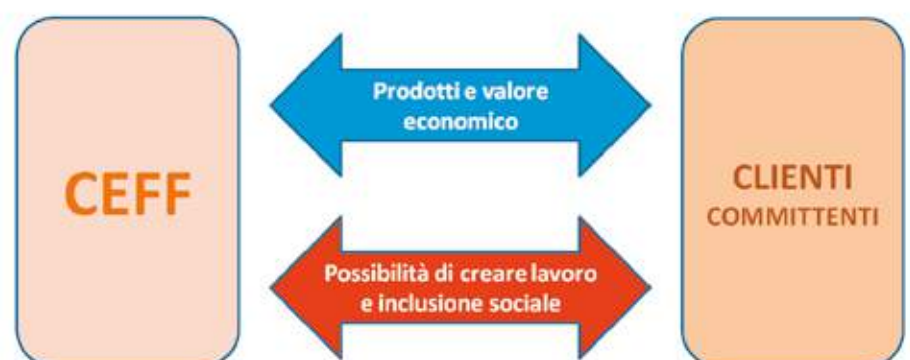 CEFF
Prodotti e valore
economico
Possibilità di creare lavoro
e inclusione sociale
CLIENTI
COMMITTENTI